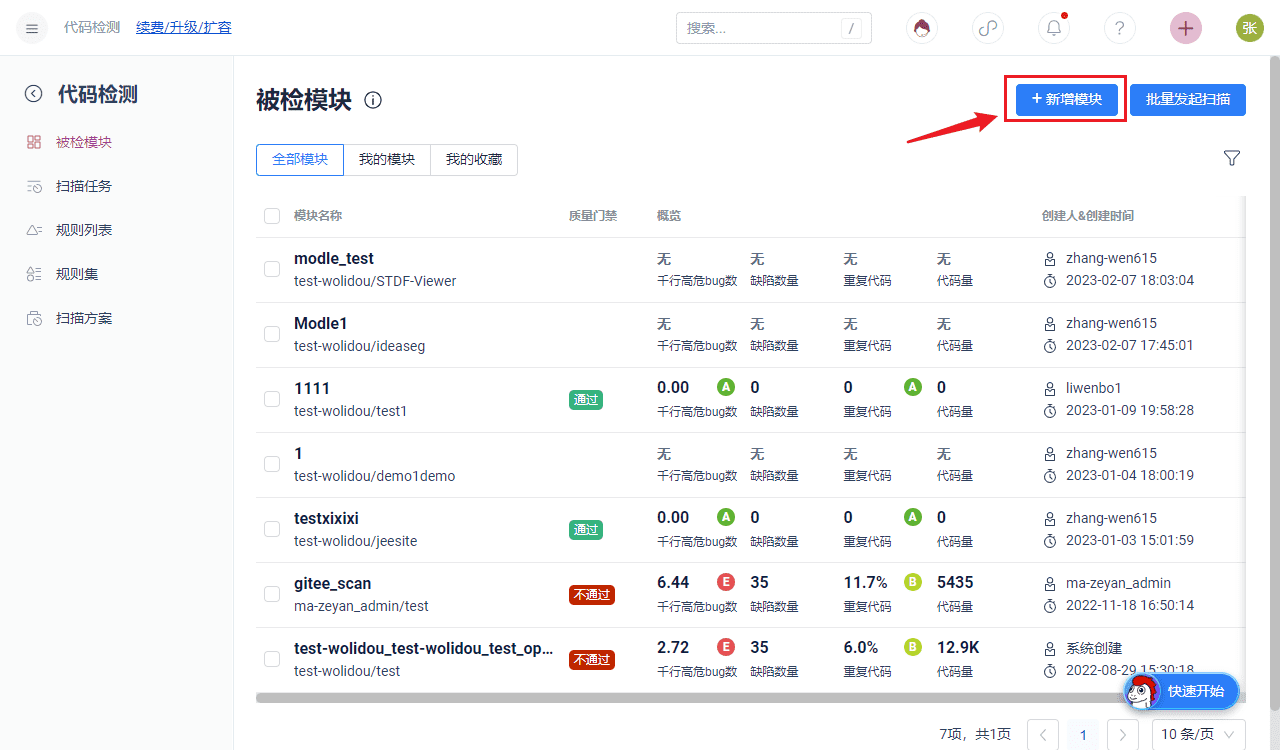 代码检测 续费/升级/扩容 搜索... / ? + 张
代码检测
被检模块
扫描任务
规则列表
规则集
扫描方案
被检模块
+ 新增模块 批量发起扫描
全部模块 我的模块 我的收藏
模块名称 质量门禁 概览 创建人&创建时间
modle_test 无 无 无 无 zhang-wen615
test-wolidou/STDF-Viewer 千行高危bug数 缺陷数量 重复代码 代码量 2023-02-07 18:03:04
Modle1 无 无 无 无 zhang-wen615
test-wolidou/ideaseg 千行高危bug数 缺陷数量 重复代码 代码量 2023-02-07 17:45:01
1111 通过 0.00 A 0 0 A 0 liwenbo1
test-wolidou/test1 千行高危bug数 缺陷数量 重复代码 代码量 2023-01-09 19:58:28
1 无 无 无 无 zhang-wen615
test-wolidou/demo1demo 千行高危bug数 缺陷数量 重复代码 代码量 2023-01-04 18:00:19
testxixixi 通过 0.00 A 0 0 A 0 zhang-wen615
test-wolidou/jeesite 千行高危bug数 缺陷数量 重复代码 代码量 2023-01-03 15:01:59
gitee_scan 不通过 6.44 E 35 11.7% B 5435 ma-zeyan_admin
ma-zeyan_admin/test 千行高危bug数 缺陷数量 重复代码 代码量 2022-11-18 16:50:14
test-wolidou_test-wolidou_test_op... 不通过 2.72 E 35 6.0% B 12.9K 系统创建
test-wolidou/test 千行高危bug数 缺陷数量 重复代码 代码量 2022-08-29 15:30:18
快速开始
7项，共1页 1 10 条/页